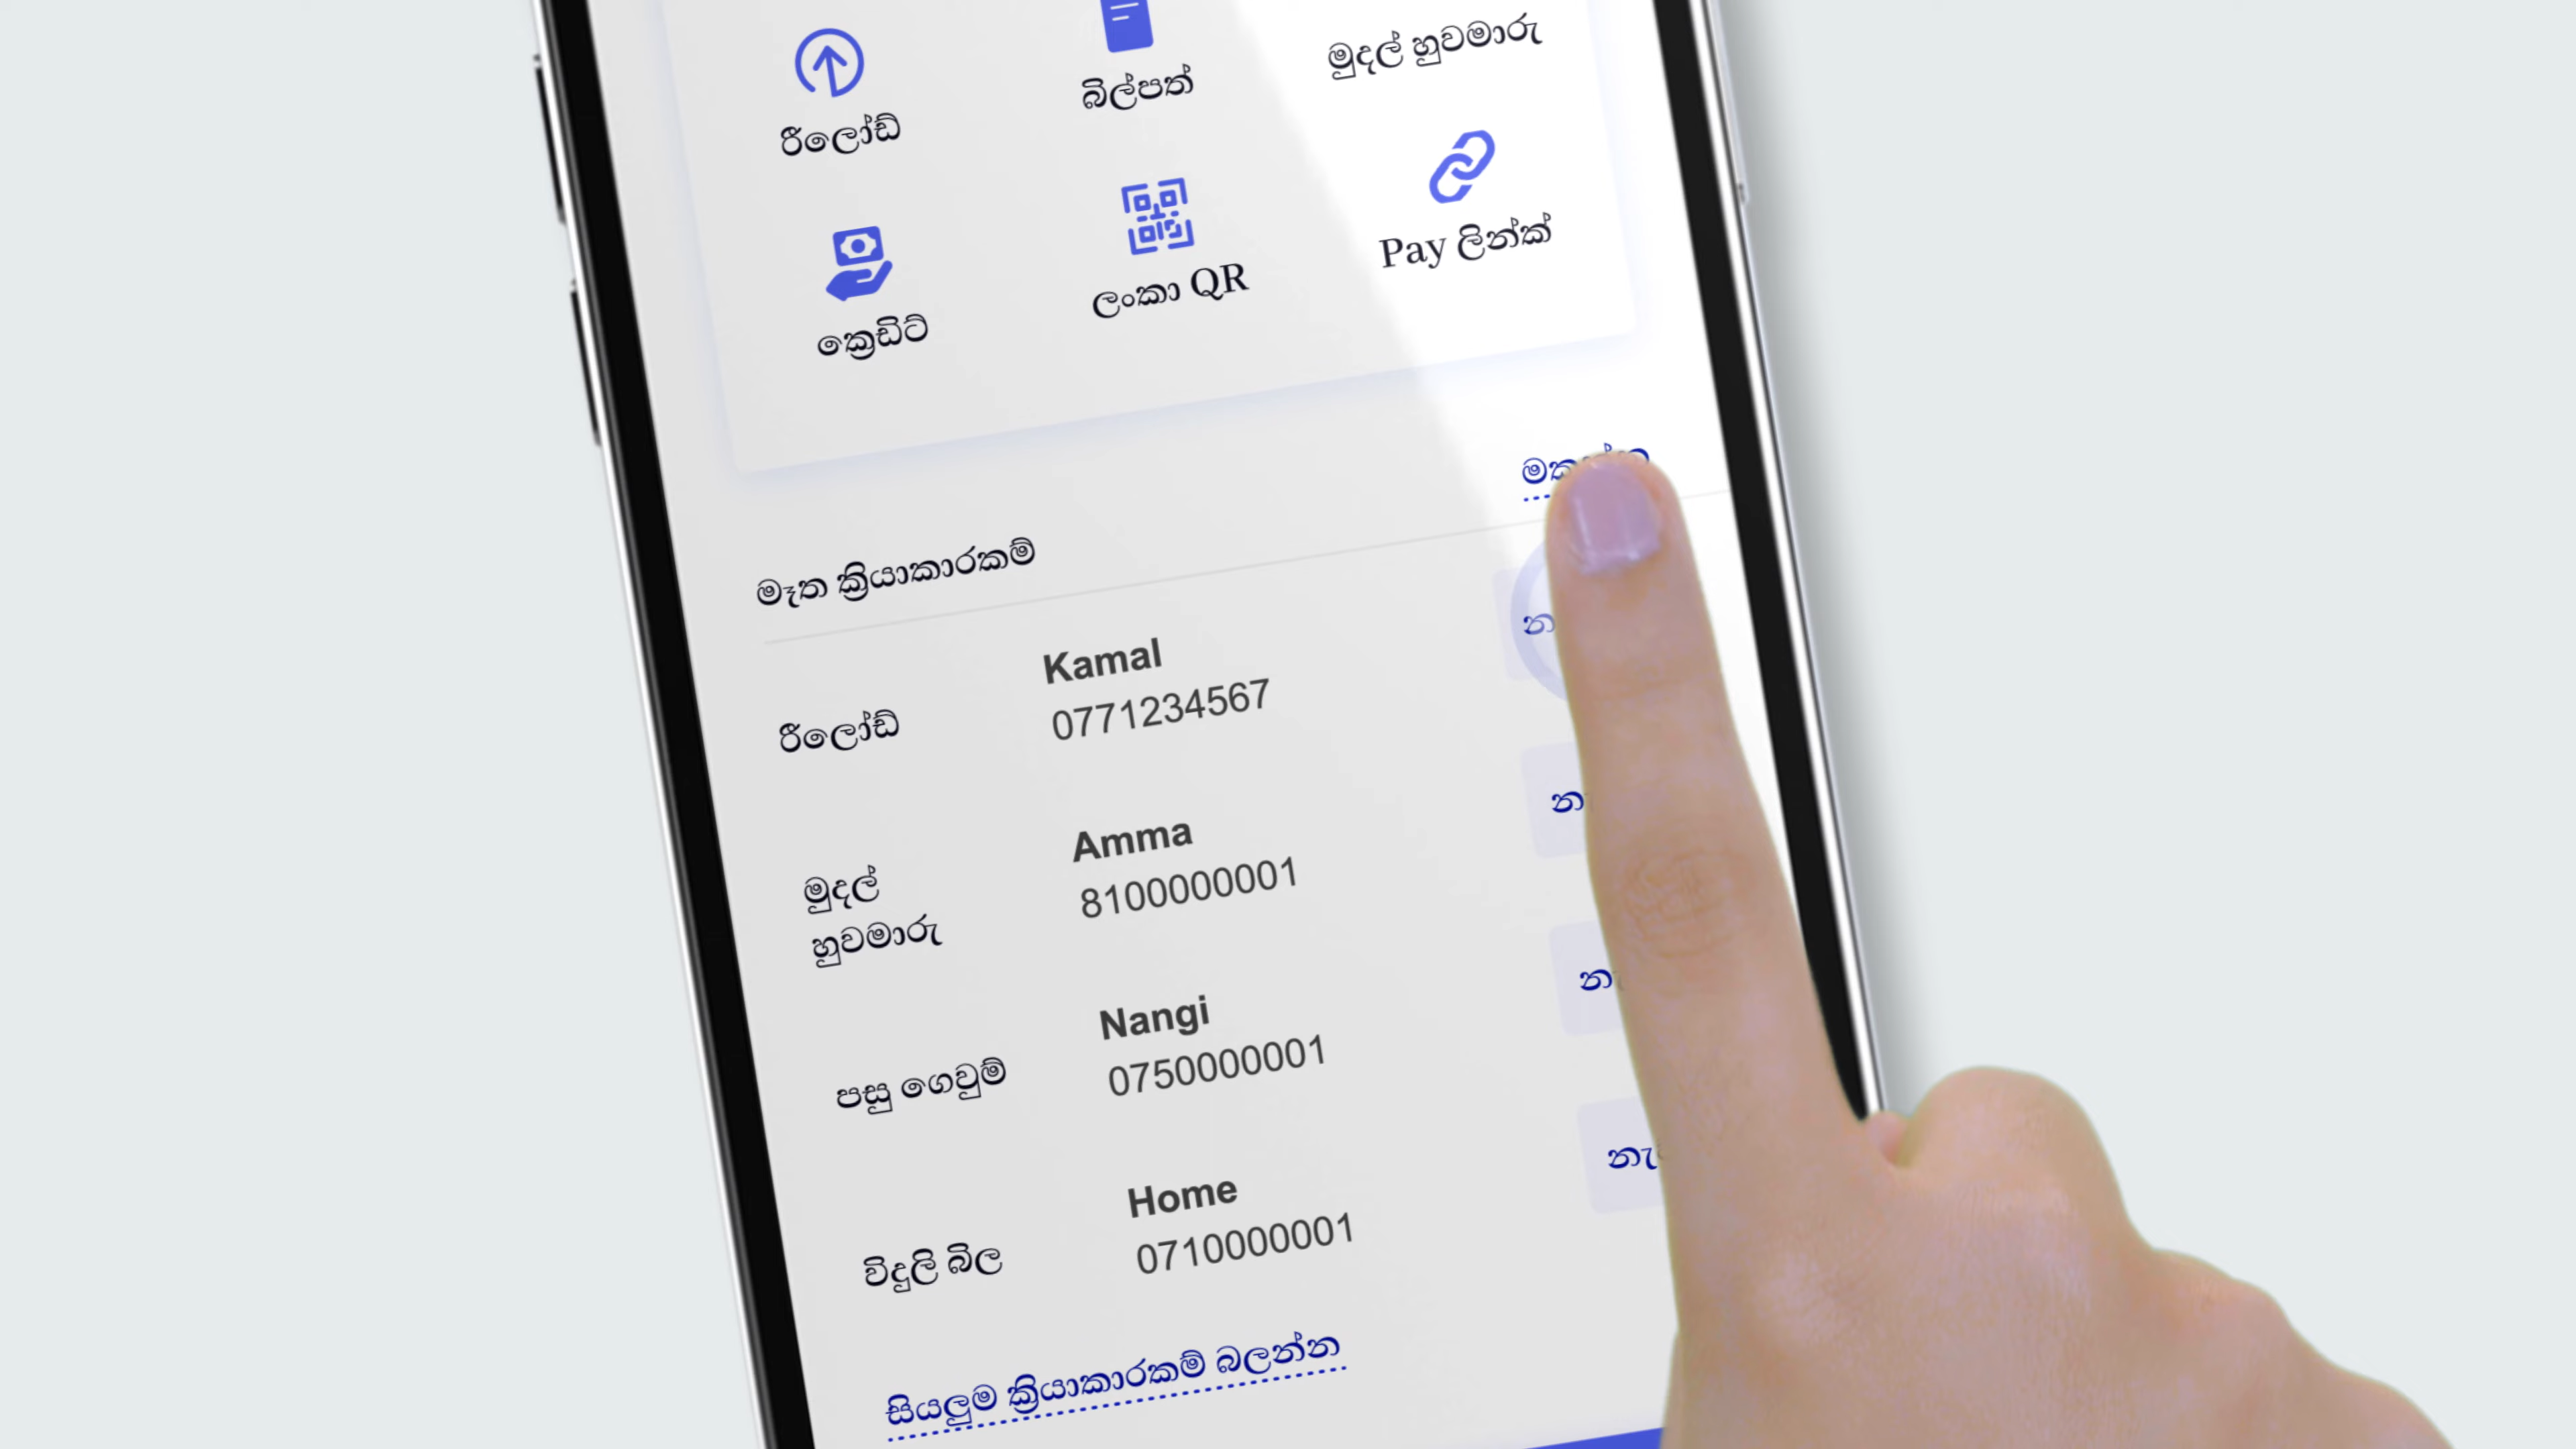 රීලෝඩ්
බිල්පත්
මුදල් හුවමාරු
ක්‍රෙඩිට්
ලංකා QR
Pay ලින්ක්
මෑත ක්‍රියාකාරකම්
රීලෝඩ්
Kamal
0771234567
මුදල්
හුවමාරු
Amma
8100000001
පසු ගෙවුම්
Nangi
0750000001
විදුලි බිල
Home
0710000001
සියලුම ක්‍රියාකාරකම් බලන්න